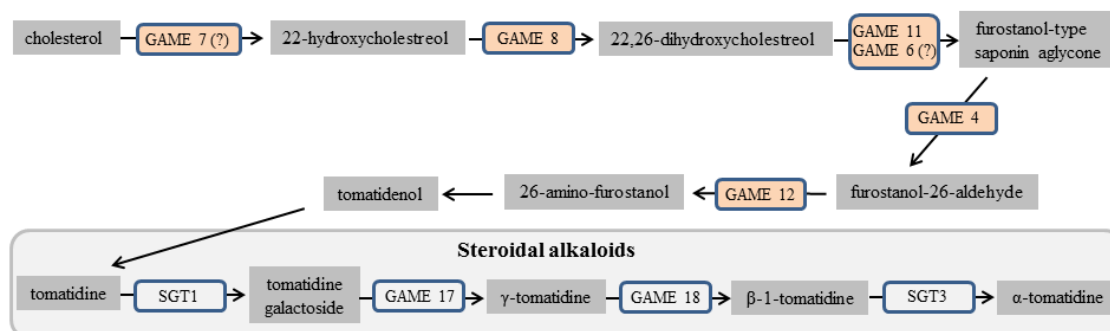 cholesterol
GAME 7 (?)
22-hydroxycholestreol
GAME 8
22,26-dihydroxycholestreol
GAME 11
GAME 6 (?)
furostanol-type
saponin aglycone
GAME 4
tomatidenol
26-amino-furostanol
GAME 12
furostanol-26-aldehyde
Steroidal alkaloids
tomatidine
SGT1
tomatidine
galactoside
GAME 17
γ-tomatidine
GAME 18
β-1-tomatidine
SGT3
α-tomatidine